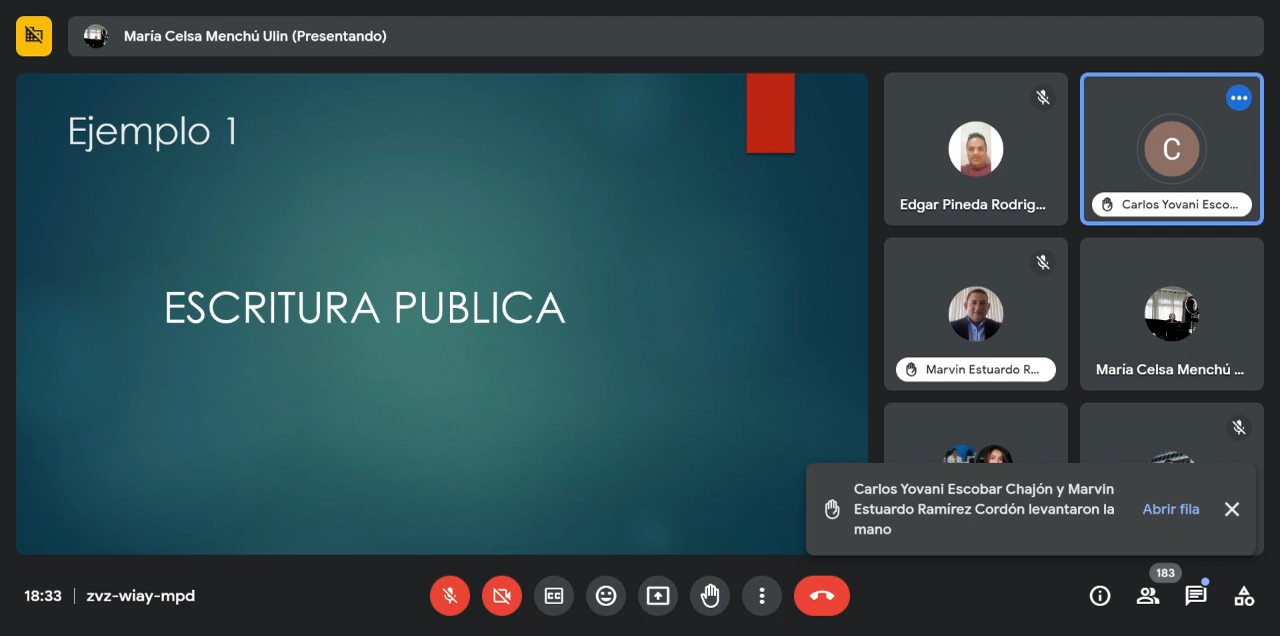 María Celsa Menchú Ulin (Presentando)
Ejemplo 1
ESCRITURA PUBLICA
Edgar Pineda Rodrig...
C
Carlos Yovani Esco...
Marvin Estuardo R...
María Celsa Menchú ...
Carlos Yovani Escobar Chajón y Marvin
Estuardo Ramírez Cordón levantaron la
mano
Abrir fila
18:33 | zvz-wiay-mpd
CC
183